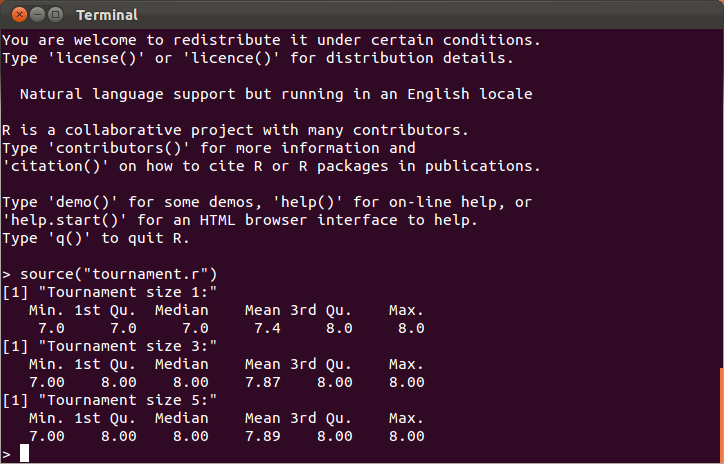 Terminal
You are welcome to redistribute it under certain conditions.
Type 'license()' or 'licence()' for distribution details.
  Natural language support but running in an English locale
R is a collaborative project with many contributors.
Type 'contributors()' for more information and
'citation()' on how to cite R or R packages in publications.
Type 'demo()' for some demos, 'help()' for on-line help, or
'help.start()' for an HTML browser interface to help.
Type 'q()' to quit R.
> source("tournament.r")
[1] "Tournament size 1:"
   Min. 1st Qu.  Median    Mean 3rd Qu.    Max.
    7.0     7.0     7.0     7.4     8.0     8.0
[1] "Tournament size 3:"
   Min. 1st Qu.  Median    Mean 3rd Qu.    Max.
   7.00    8.00    8.00    7.87    8.00    8.00
[1] "Tournament size 5:"
   Min. 1st Qu.  Median    Mean 3rd Qu.    Max.
   7.00    8.00    8.00    7.89    8.00    8.00
>